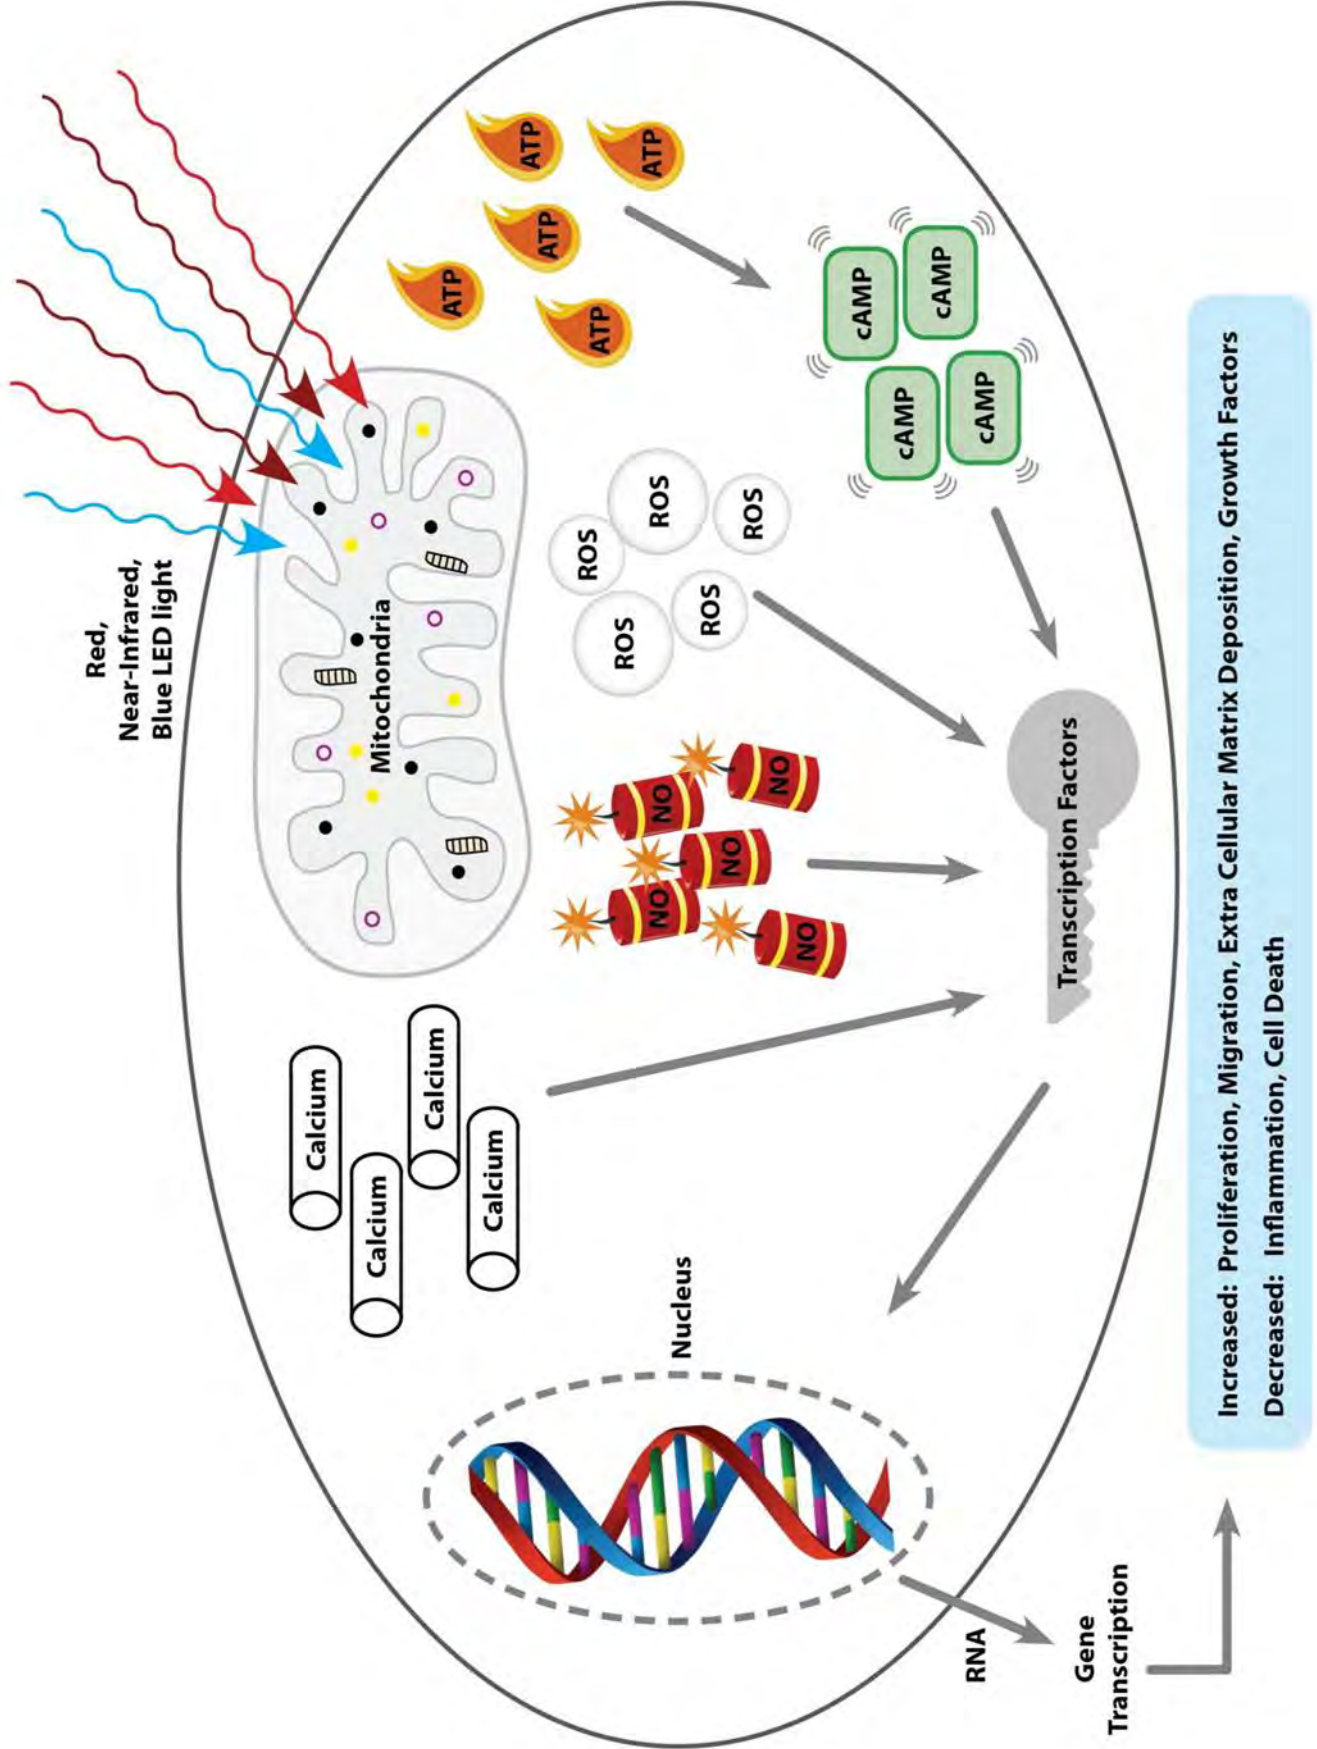 Red,
Near-Infrared,
Blue LED light
Mitochondria
Calcium
Calcium
Calcium
Calcium
NO
NO
NO
NO
NO
ROS
ROS
ROS
ROS
ROS
ATP
ATP
ATP
ATP
ATP
cAMP
cAMP
cAMP
cAMP
Transcription Factors
Nucleus
RNA
Gene
Transcription
Increased: Proliferation, Migration, Extra Cellular Matrix Deposition, Growth Factors
Decreased: Inflammation, Cell Death